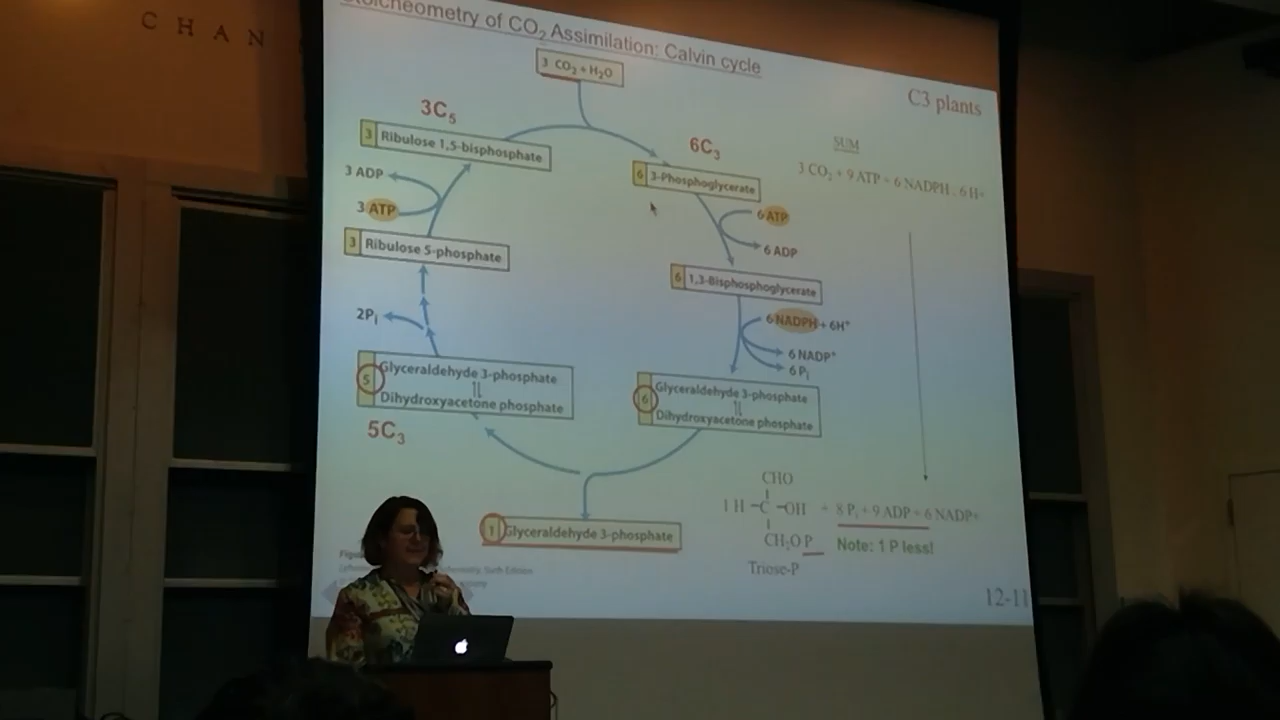 CHAN
Stoicheometry of CO₂ Assimilation: Calvin cycle
C3 plants
3 CO₂ + H₂O
3C₅
3 Ribulose 1,5-bisphosphate
6C₃
6 3-Phosphoglycerate
SUM
3 CO₂ + 9 ATP + 6 NADPH + 6 H+
3 ADP
3 ATP
6 ATP
6 ADP
3 Ribulose 5-phosphate
6 1,3-Bisphosphoglycerate
2Pᵢ
6 NADPH + 6H⁺
6 NADP⁺
6 Pᵢ
5 Glyceraldehyde 3-phosphate
Dihydroxyacetone phosphate
6 Glyceraldehyde 3-phosphate
Dihydroxyacetone phosphate
5C₃
CHO
1 H – C – OH + 8 Pᵢ + 9 ADP + 6 NADP+
CH₂O P
Note: 1 P less!
Triose-P
1 Glyceraldehyde 3-phosphate
Sixth Edition
12-11